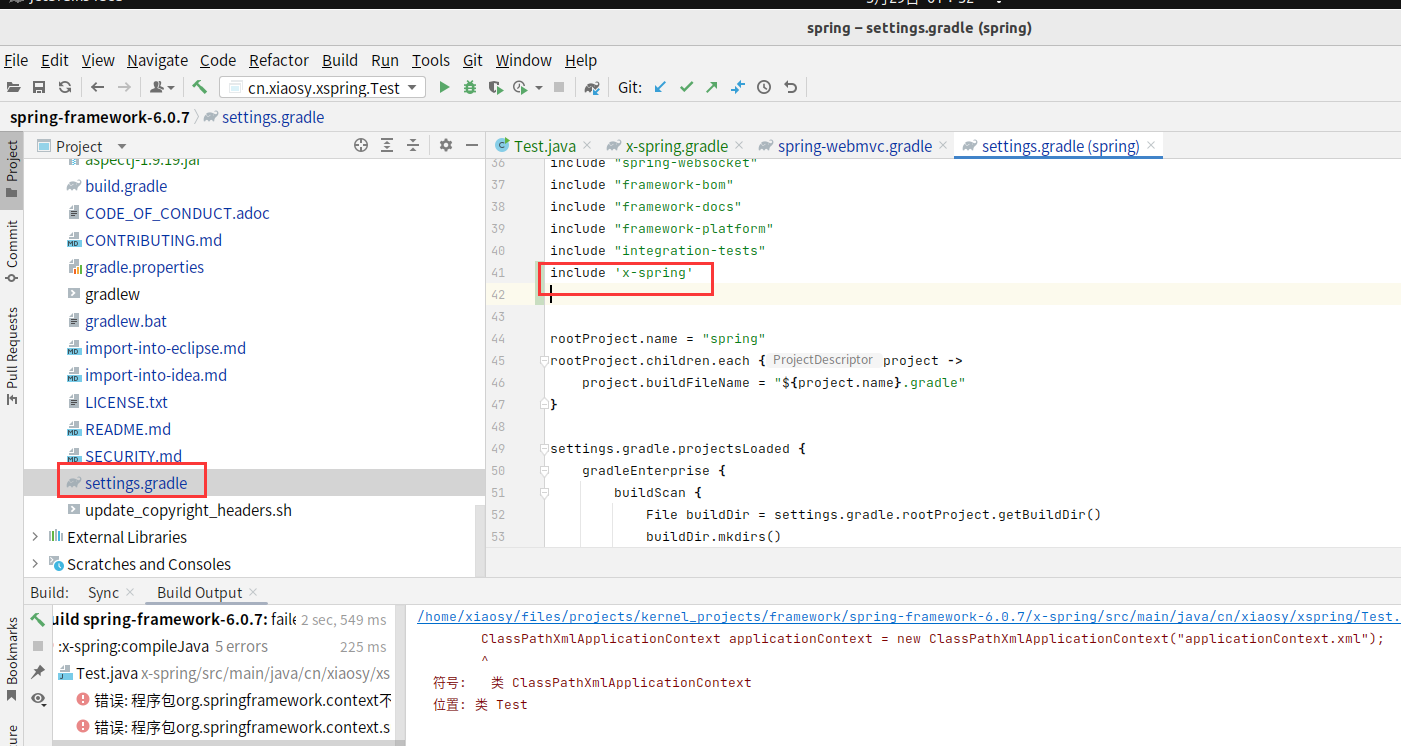 spring – settings.gradle (spring)
File Edit View Navigate Code Refactor Build Run Tools Git Window Help
cn.xiaosy.xspring.Test Git:
spring-framework-6.0.7 settings.gradle
Project
Commit
Pull Requests
Bookmarks
Project
aspectj-1.9.19.jar
build.gradle
CODE_OF_CONDUCT.adoc
CONTRIBUTING.md
gradle.properties
gradlew
gradlew.bat
import-into-eclipse.md
import-into-idea.md
LICENSE.txt
README.md
SECURITY.md
settings.gradle
update_copyright_headers.sh
External Libraries
Scratches and Consoles
Test.java x-spring.gradle spring-webmvc.gradle settings.gradle (spring)
36 include "spring-websocket"
37 include "framework-bom"
38 include "framework-docs"
39 include "framework-platform"
40 include "integration-tests"
41 include 'x-spring'
42
43
44 rootProject.name = "spring"
45 rootProject.children.each { ProjectDescriptor project ->
46 project.buildFileName = "${project.name}.gradle"
47 }
48
49 settings.gradle.projectsLoaded {
50 gradleEnterprise {
51 buildScan {
52 File buildDir = settings.gradle.rootProject.getBuildDir()
53 buildDir.mkdirs()
Build: Sync Build Output
uild spring-framework-6.0.7: faile 2 sec, 549 ms
:x-spring:compileJava 5 errors 225 ms
Test.java x-spring/src/main/java/cn/xiaosy/xs
错误: 程序包org.springframework.context不
错误: 程序包org.springframework.context.s
/home/xiaosy/files/projects/kernel_projects/framework/spring-framework-6.0.7/x-spring/src/main/java/cn/xiaosy/xspring/Test.
ClassPathXmlApplicationContext applicationContext = new ClassPathXmlApplicationContext("applicationContext.xml");
^
符号: 类 ClassPathXmlApplicationContext
位置: 类 Test